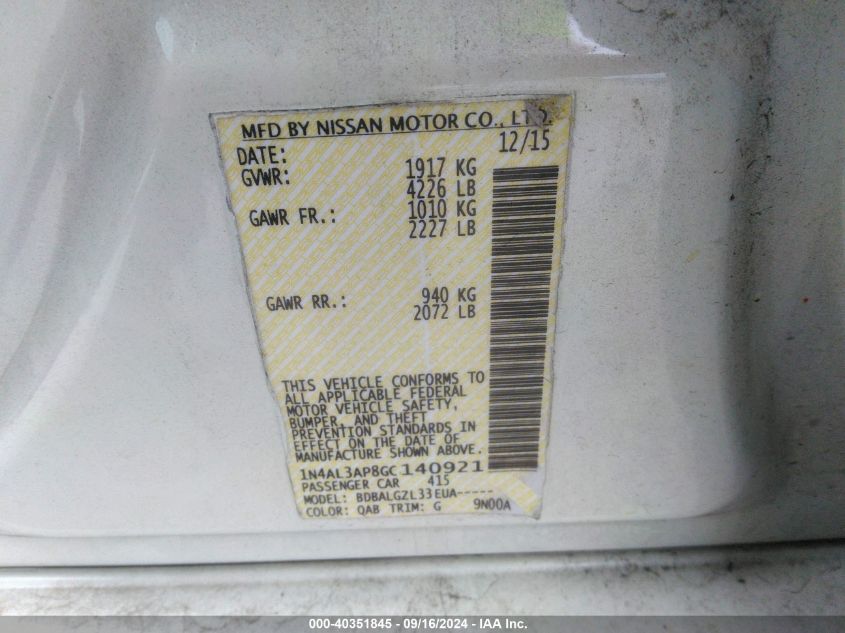 MFD BY NISSAN MOTOR CO., LTD.
DATE: 12/15
GVWR: 1917 KG
4226 LB
GAWR FR.: 1010 KG
2227 LB
GAWR RR.: 940 KG
2072 LB
THIS VEHICLE CONFORMS TO
ALL APPLICABLE FEDERAL
MOTOR VEHICLE SAFETY,
BUMPER, AND THEFT
PREVENTION STANDARDS IN
EFFECT ON THE DATE OF
MANUFACTURE SHOWN ABOVE.
1N4AL3AP8GC140921
PASSENGER CAR 415
MODEL: BDBALGZL33EUA-----
COLOR: QAB TRIM: G 9N00A
000-40351845 - 09/16/2024 - IAA Inc.